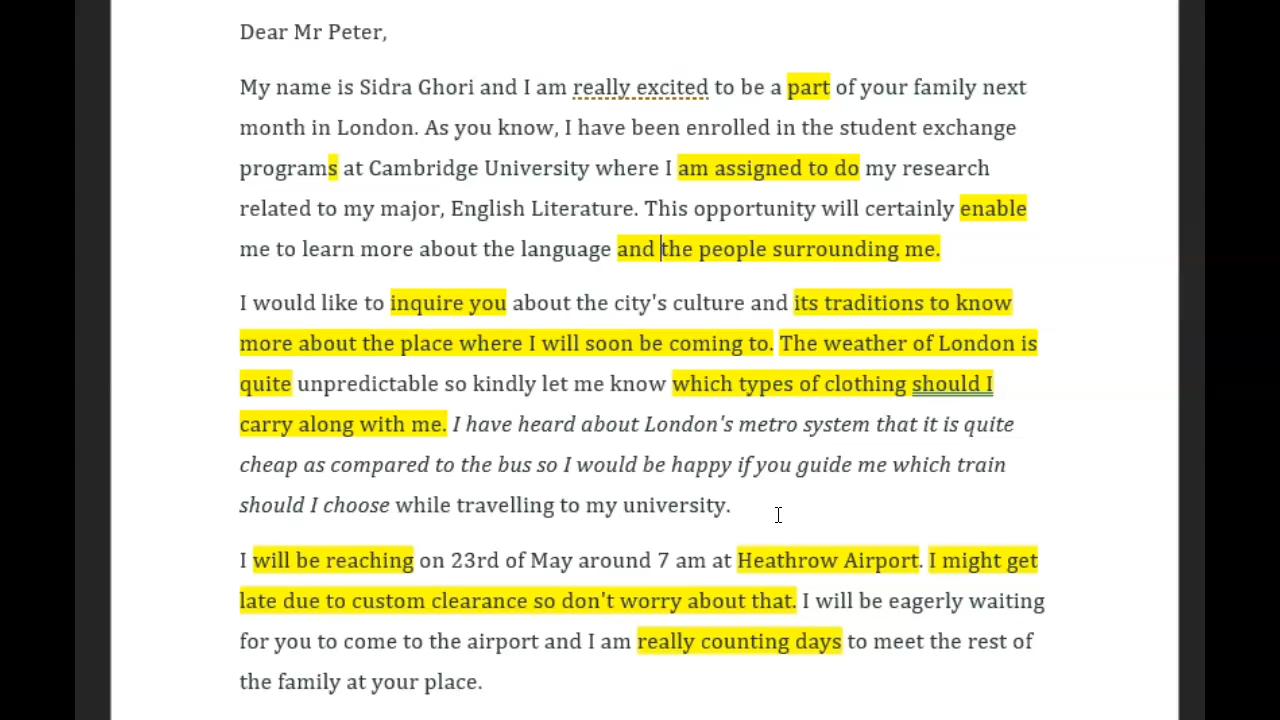 Dear Mr Peter,
My name is Sidra Ghori and I am really excited to be a part of your family next
month in London. As you know, I have been enrolled in the student exchange
programs at Cambridge University where I am assigned to do my research
related to my major, English Literature. This opportunity will certainly enable
me to learn more about the language and the people surrounding me.
I would like to inquire you about the city's culture and its traditions to know
more about the place where I will soon be coming to. The weather of London is
quite unpredictable so kindly let me know which types of clothing should I
carry along with me. I have heard about London's metro system that it is quite
cheap as compared to the bus so I would be happy if you guide me which train
should I choose while travelling to my university.
I will be reaching on 23rd of May around 7 am at Heathrow Airport. I might get
late due to custom clearance so don't worry about that. I will be eagerly waiting
for you to come to the airport and I am really counting days to meet the rest of
the family at your place.